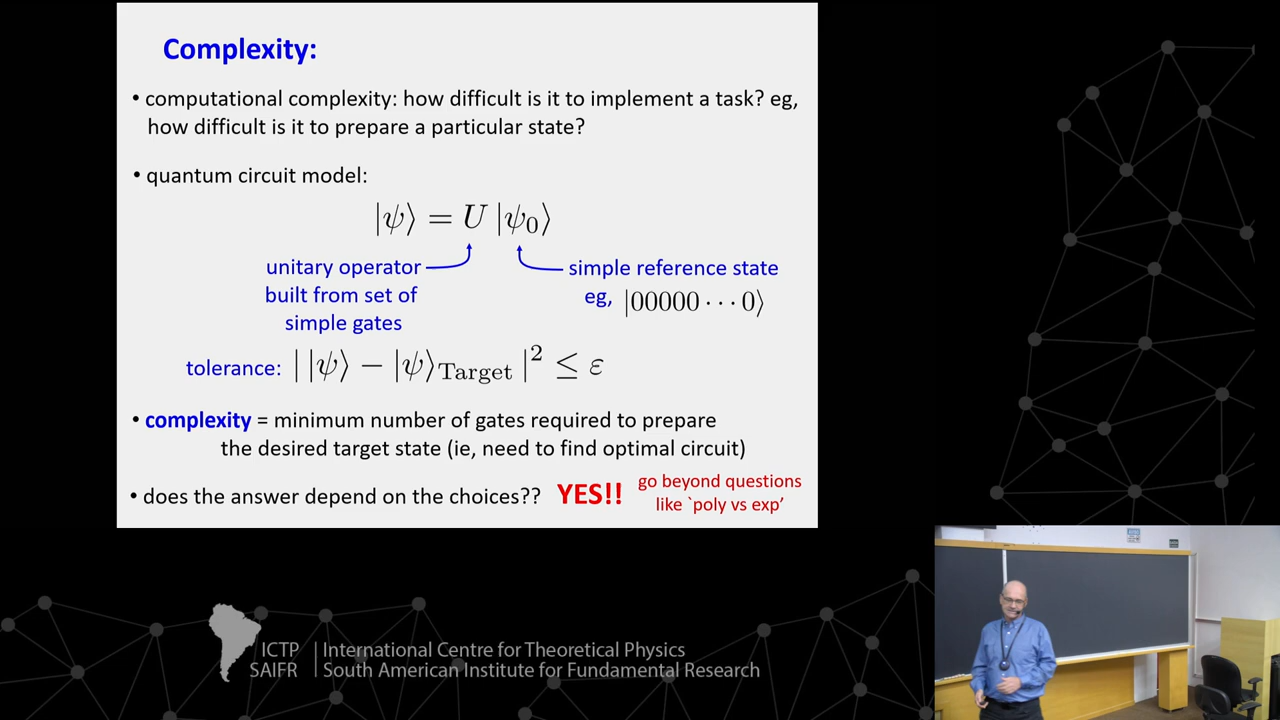 Complexity:
• computational complexity: how difficult is it to implement a task? eg,
how difficult is it to prepare a particular state?
• quantum circuit model:
|ψ⟩ = U |ψ₀⟩
unitary operator
built from set of
simple gates
simple reference state
eg, |00000 ⋯ 0⟩
tolerance: | |ψ⟩ − |ψ⟩_Target |² ≤ ε
• complexity = minimum number of gates required to prepare
the desired target state (ie, need to find optimal circuit)
• does the answer depend on the choices?? YES!!
go beyond questions
like `poly vs exp’
ICTP
SAIFR
International Centre for Theoretical Physics
South American Institute for Fundamental Research